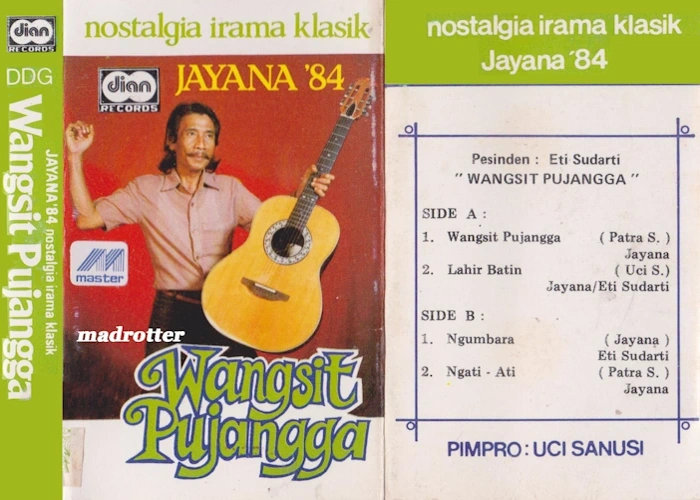 dian
RECORDS
DDG
Wangsit Pujangga
JAYANA '84 nostalgia irama klasik
nostalgia irama klasik
dian
RECORDS
JAYANA '84
master
madrotter
Wangsit
Pujangga
nostalgia irama klasik
Jayana '84
Pesinden : Eti Sudarti
" WANGSIT PUJANGGA "
SIDE A :
1. Wangsit Pujangga ( Patra S. )
Jayana
2. Lahir Batin ( Uci S.)
Jayana/Eti Sudarti
SIDE B :
1. Ngumbara ( Jayana )
Eti Sudarti
2. Ngati - Ati ( Patra S. )
Jayana
PIMPRO : UCI SANUSI